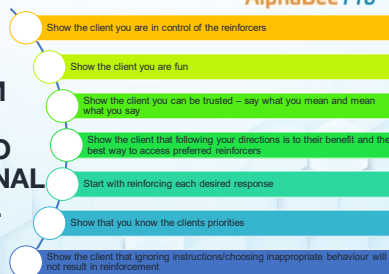 AlphaBee Pro
Show the client you are in control of the reinforcers
Show the client you are fun
Show the client you can be trusted – say what you mean and mean
what you say
Show the client that following your directions is to their benefit and the
best way to access preferred reinforcers
Start with reinforcing each desired response
Show that you know the clients priorities
Show the client that ignoring instructions/choosing inappropriate behaviour will
not result in reinforcement